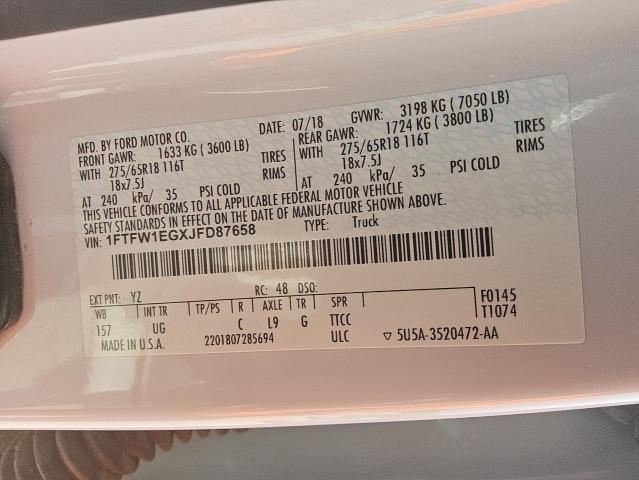 MFD. BY FORD MOTOR CO. DATE: 07/18 GVWR: 3198 KG ( 7050 LB)
FRONT GAWR: 1633 KG ( 3600 LB) REAR GAWR: 1724 KG ( 3800 LB)
WITH 275/65R18 116T TIRES WITH 275/65R18 116T TIRES
18x7.5J RIMS 18x7.5J RIMS
AT 240 kPa/ 35 PSI COLD AT 240 kPa/ 35 PSI COLD
THIS VEHICLE CONFORMS TO ALL APPLICABLE FEDERAL MOTOR VEHICLE
SAFETY STANDARDS IN EFFECT ON THE DATE OF MANUFACTURE SHOWN ABOVE.
VIN: 1FTFW1EGXJFD87658 TYPE: Truck
EXT PNT: YZ RC: 48 DSO:
WB INT TR TP/PS R AXLE TR SPR F0145
157 UG C L9 G TTCC T1074
MADE IN U.S.A. 2201807285694 ULC ▽ 5U5A-3520472-AA